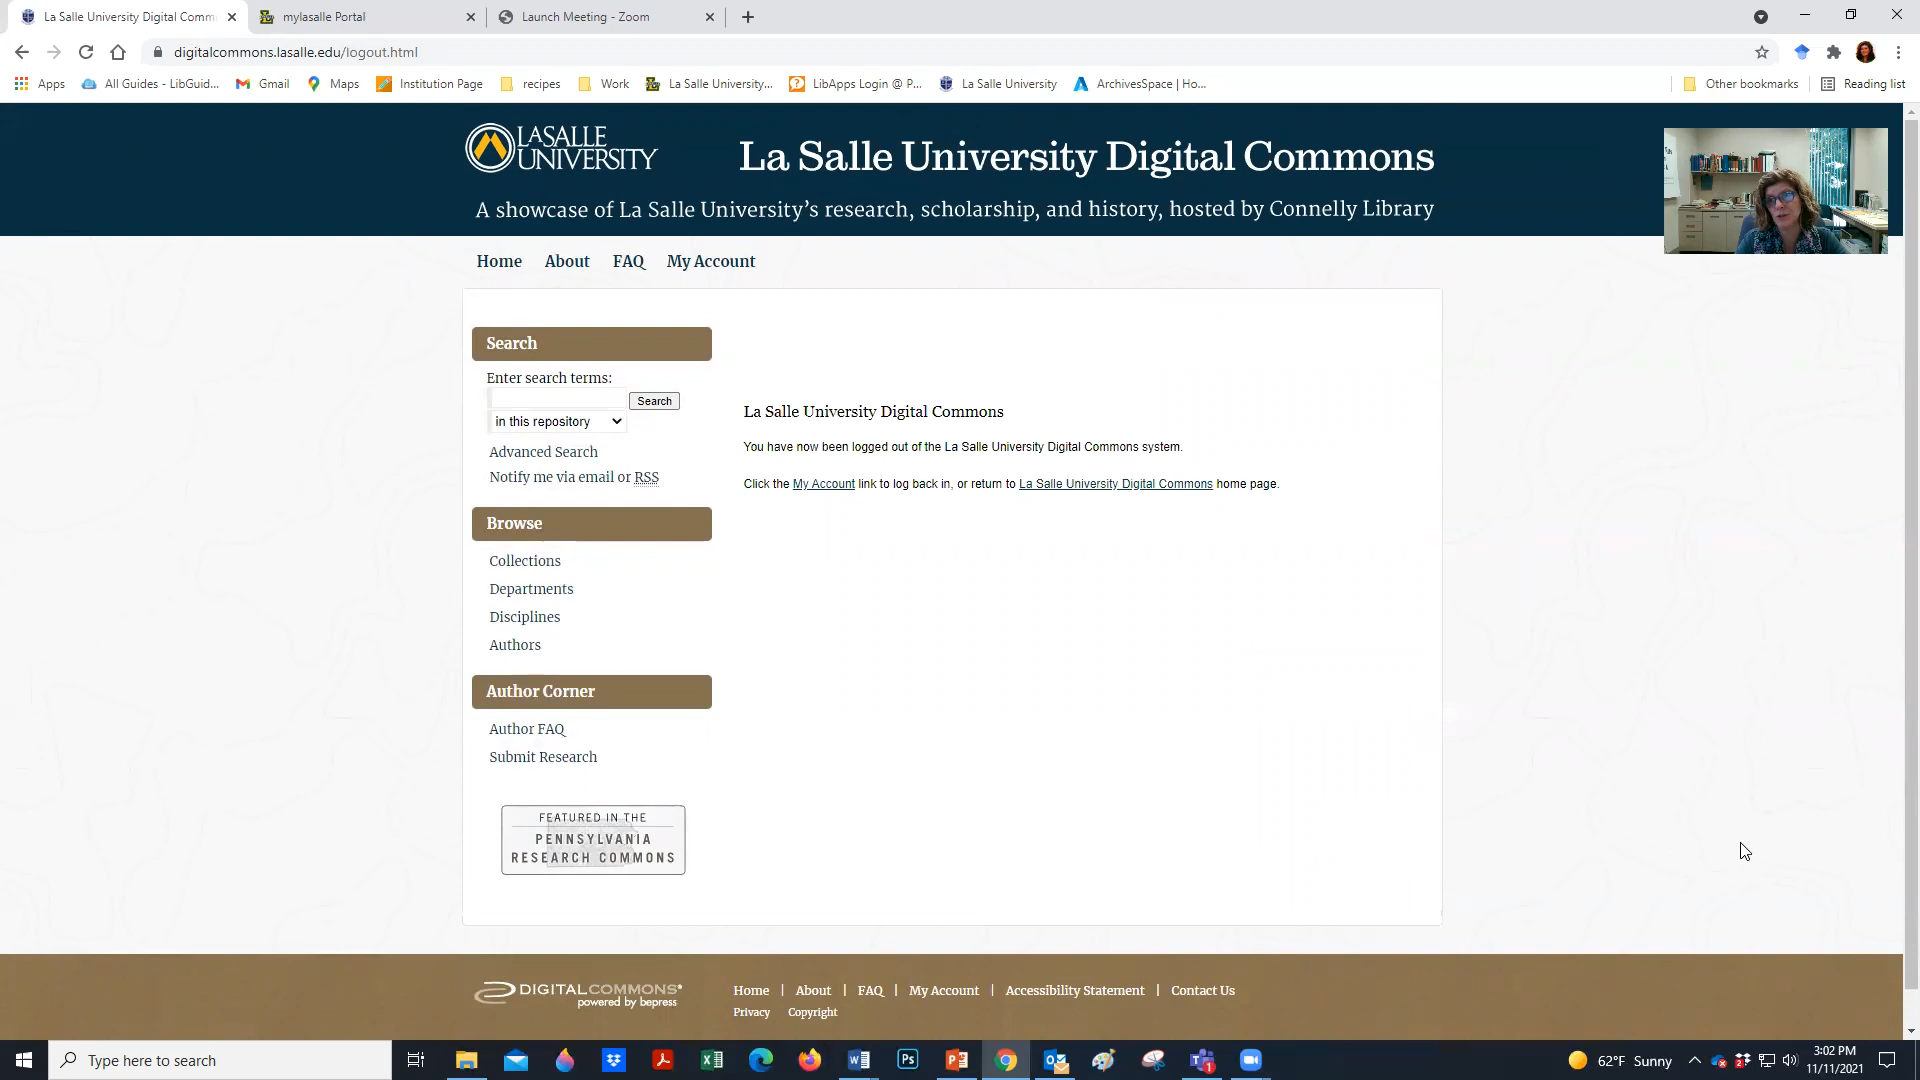 La Salle University Digital Comm
mylasalle Portal
Launch Meeting - Zoom
digitalcommons.lasalle.edu/logout.html
Apps
All Guides - LibGuid...
Gmail
Maps
Institution Page
recipes
Work
La Salle University...
LibApps Login @ P...
La Salle University
ArchivesSpace | Ho...
Other bookmarks
Reading list
LASALLE
UNIVERSITY
La Salle University Digital Commons
A showcase of La Salle University's research, scholarship, and history, hosted by Connelly Library
Home
About
FAQ
My Account
Search
Enter search terms:
Search
in this repository
Advanced Search
Notify me via email or RSS
Browse
Collections
Departments
Disciplines
Authors
Author Corner
Author FAQ
Submit Research
FEATURED IN THE
PENNSYLVANIA
RESEARCH COMMONS
La Salle University Digital Commons
You have now been logged out of the La Salle University Digital Commons system.
Click the My Account link to log back in, or return to La Salle University Digital Commons home page.
DIGITALCOMMONS
powered by bepress
Home | About | FAQ | My Account | Accessibility Statement | Contact Us
Privacy Copyright
Type here to search
62°F Sunny
3:02 PM
11/11/2021